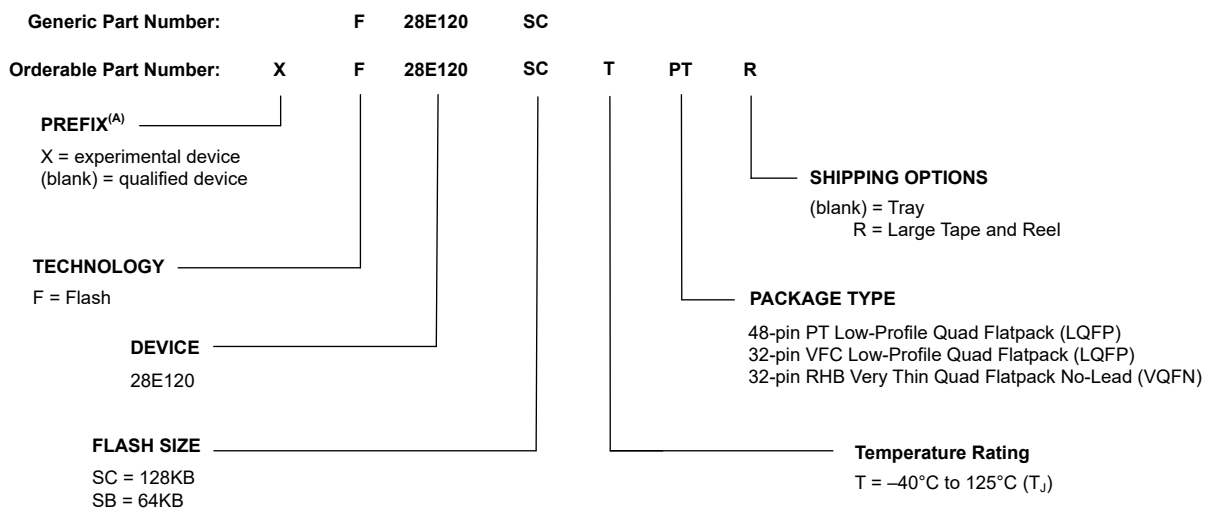 Generic Part Number: F 28E120 SC
Orderable Part Number: X F 28E120 SC T PT R
PREFIX(A)
X = experimental device
(blank) = qualified device
SHIPPING OPTIONS
(blank) = Tray
R = Large Tape and Reel
TECHNOLOGY
F = Flash
PACKAGE TYPE
48-pin PT Low-Profile Quad Flatpack (LQFP)
32-pin VFC Low-Profile Quad Flatpack (LQFP)
32-pin RHB Very Thin Quad Flatpack No-Lead (VQFN)
DEVICE
28E120
FLASH SIZE
SC = 128KB
SB = 64KB
Temperature Rating
T = –40°C to 125°C (TJ)